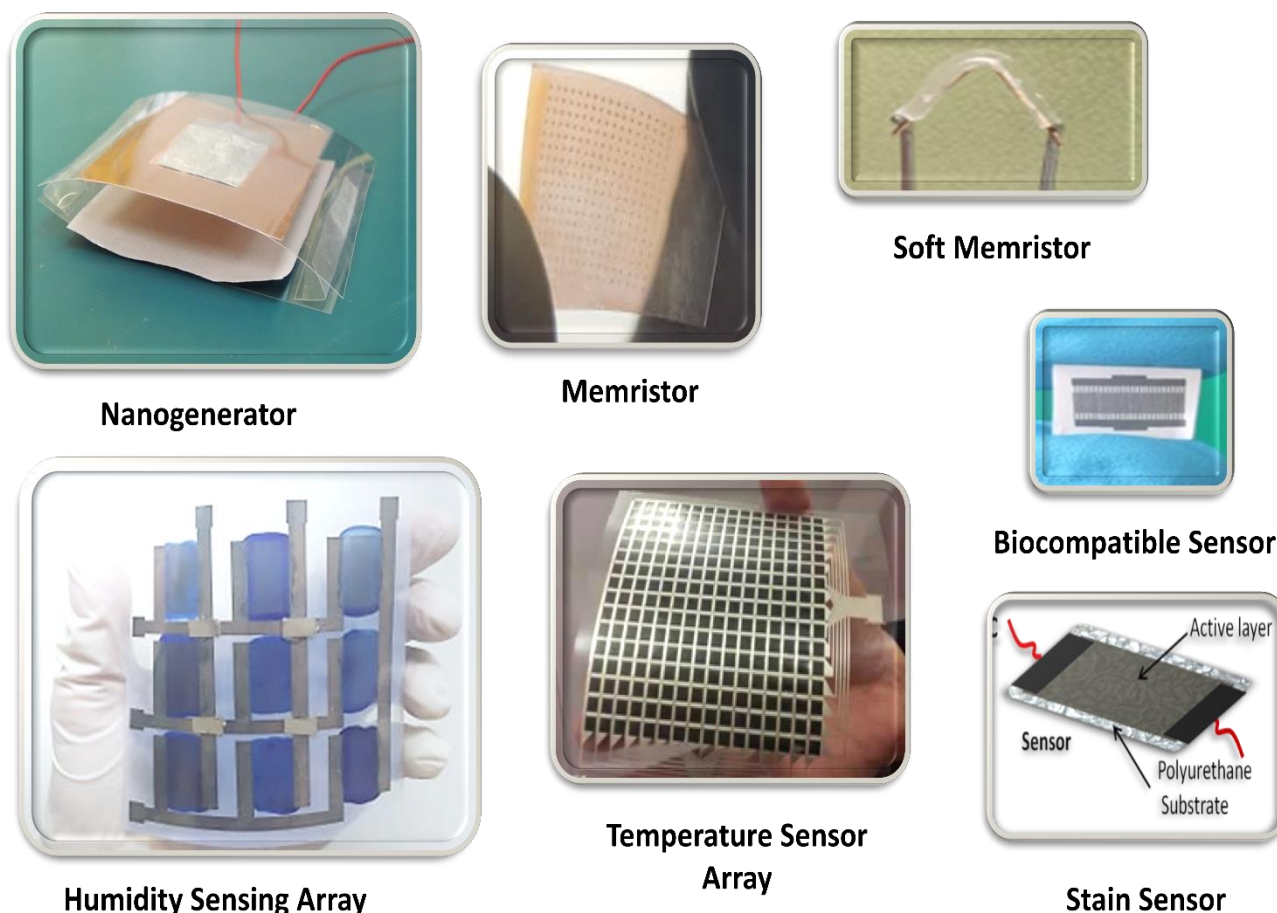 Nanogenerator
Memristor
Soft Memristor
Biocompatible Sensor
Humidity Sensing Array
Temperature Sensor
Array
Active layer
Sensor
Polyurethane
Substrate
Stain Sensor